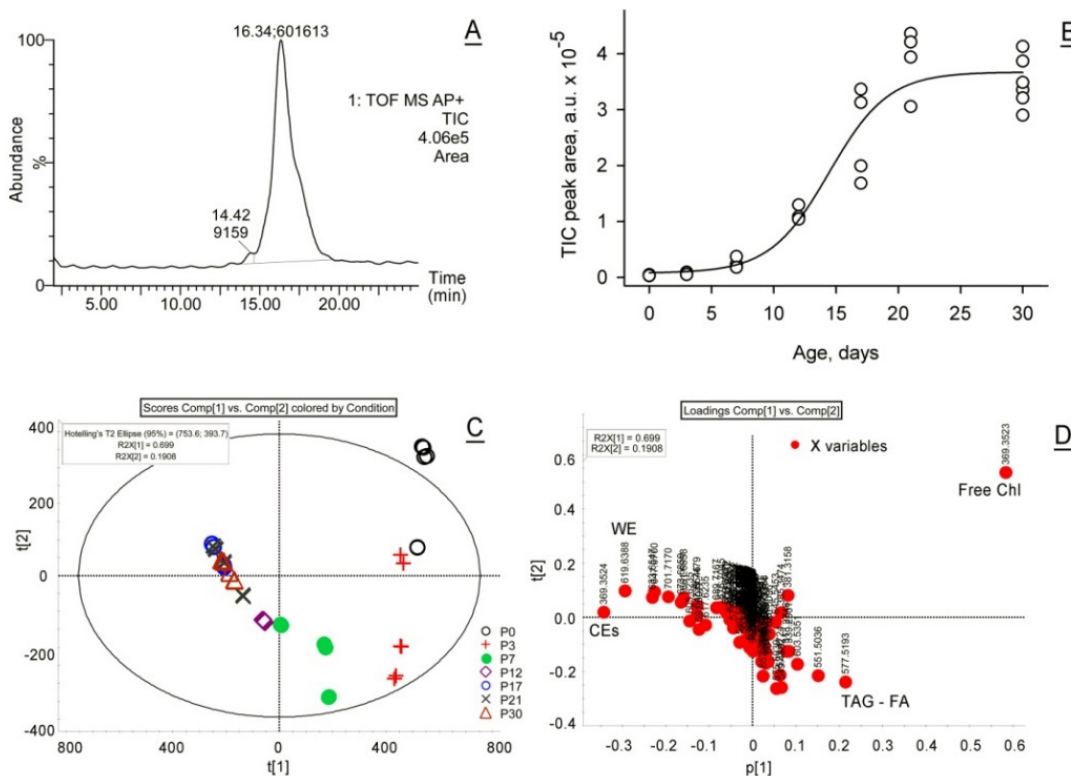 A
16.34;601613
100
1: TOF MS AP+
TIC
4.06e5
Area
Abundance
%
14.42
9159
0
Time
(min)
5.00 10.00 15.00 20.00
B
TIC peak area, a.u. x 10-5
4
3
2
1
0
0 5 10 15 20 25 30
Age, days
Scores Comp[1] vs. Comp[2] colored by Condition
C
Hotelling's T2 Ellipse (95%) = (753.6; 393.7)
R2X[1] = 0.699
R2X[2] = 0.1908
400
200
0
-200
-400
t[2]
P0
P3
P7
P12
P17
P21
P30
800 400 0 400 800
t[1]
Loadings Comp[1] vs. Comp[2]
D
R2X[1] = 0.699
R2X[2] = 0.1908
X variables
369.3523
Free Chl
0.6
0.4
0.2
0.0
-0.2
-0.4
t[2]
WE
369.3524
619.6388
701.7170
CEs
381.3158
603.535
551.5036
577.5193
TAG - FA
-0.3 -0.2 -0.1 0 0.1 0.2 0.3 0.4 0.5 0.6
p[1]